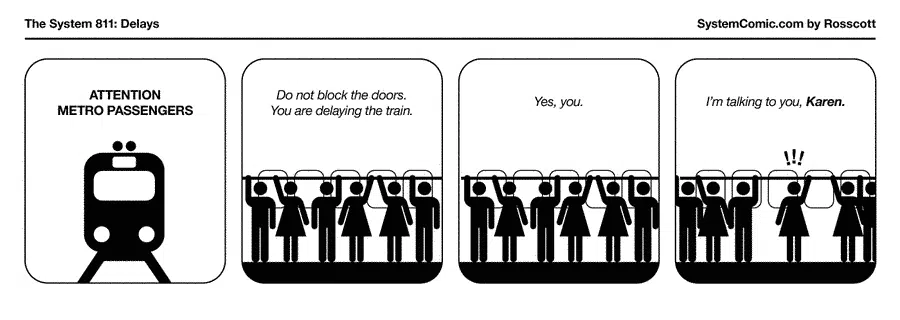 The System 811: Delays
SystemComic.com by Rosscott
ATTENTION
METRO PASSENGERS
Do not block the doors.
You are delaying the train.
Yes, you.
I'm talking to you, Karen.
!!!